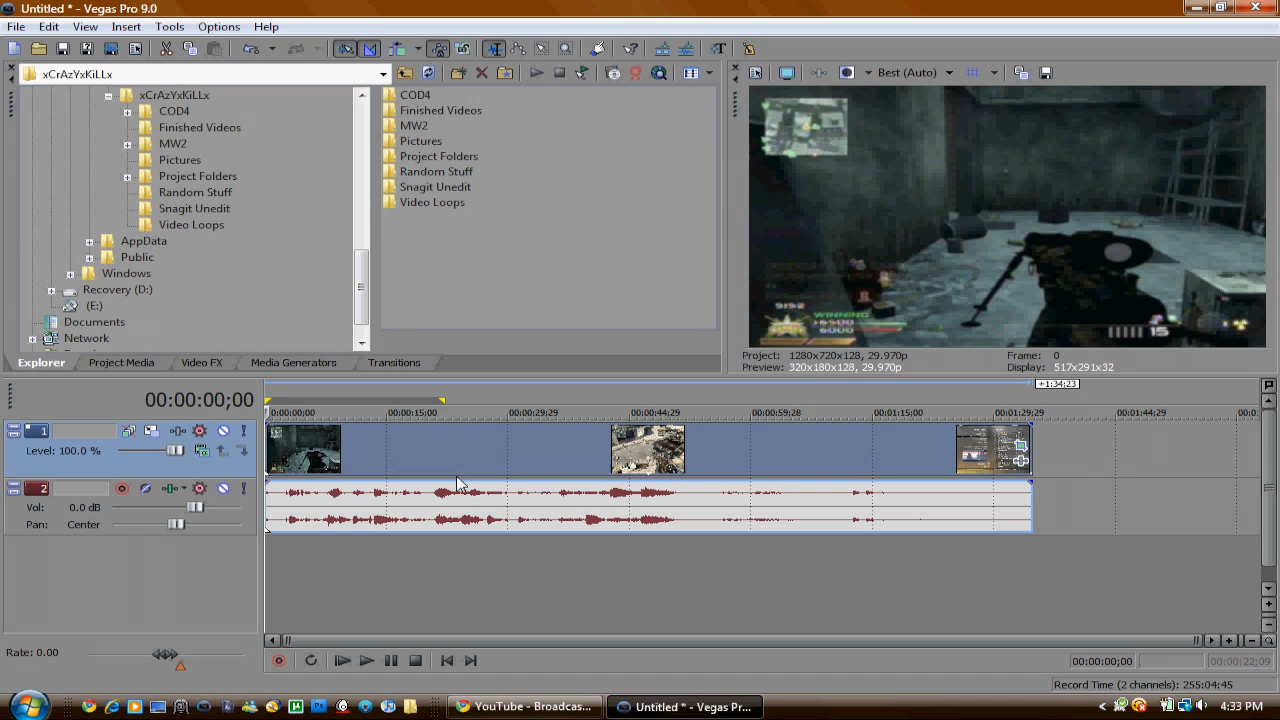 Untitled * - Vegas Pro 9.0
File Edit View Insert Tools Options Help
xCrAzYxKiLLx
Best (Auto)
xCrAzYxKiLLx
COD4
Finished Videos
MW2
Pictures
Project Folders
Random Stuff
Snagit Unedit
Video Loops
AppData
Public
Windows
Recovery (D:)
(E:)
Documents
Network
COD4
Finished Videos
MW2
Pictures
Project Folders
Random Stuff
Snagit Unedit
Video Loops
WINNING
15
Explorer Project Media Video FX Media Generators Transitions
Project: 1280x720x128, 29.970p Frame: 0
Preview: 320x180x128, 29.970p Display: 517x291x32
+1:34;23
00:00:00;00
0:00:00;00 00:00:15;00 00:00:29;29 00:00:44;29 00:00:59;28 00:01:15;00 00:01:29;29 00:01:44;29
1
Level: 100.0 %
2
Vol: 0.0 dB
Pan: Center
Rate: 0.00
00:00:00;00 00:00:22;09
Record Time (2 channels): 255:04:45
YouTube - Broadcas... Untitled * - Vegas Pr... 4:33 PM